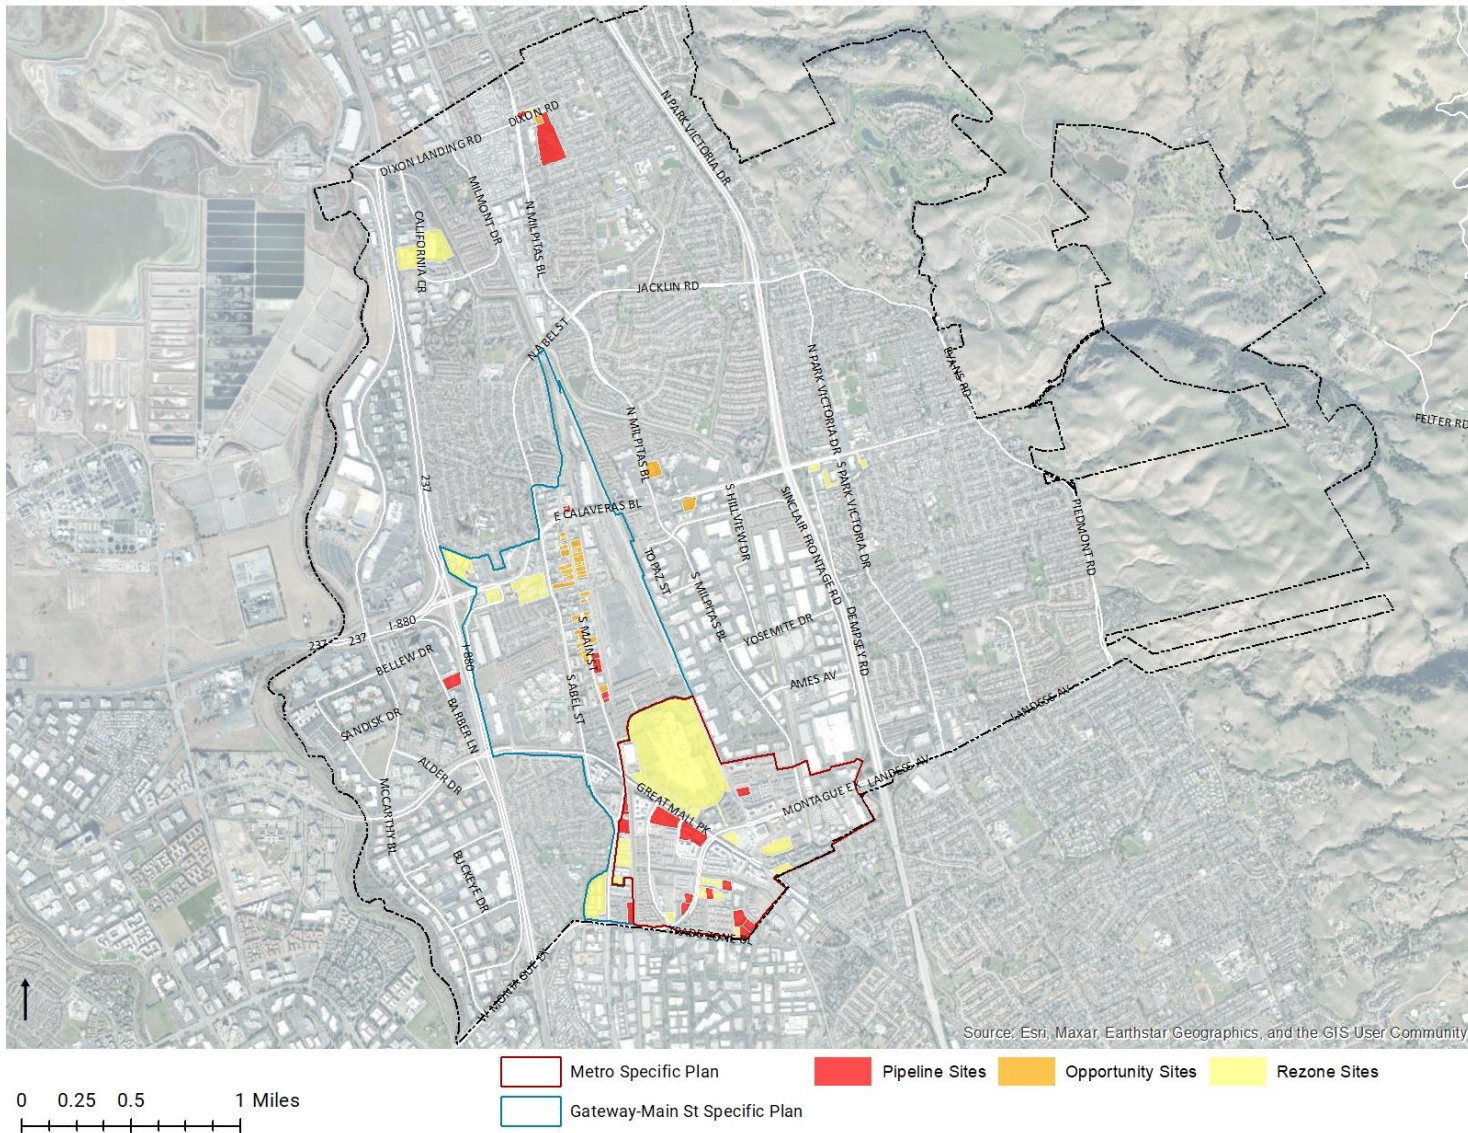 N PARK VICTORIA DR
DIXON RD
DIXON LANDING RD
MILMONT DR
N MILPITAS BL
CALIFORNIA CR
JACKLIN RD
N ABEL ST
EVANS RD
N PARK VICTORIA DR
N MILPITAS BL
FELTER RD
237
E CALAVERAS BL
S HILLVIEW DR
SINCLAIR FRONTAGE RD
S PARK VICTORIA DR
PIEDMONT RD
TOPAZ ST
S MILPITAS BL
YOSEMITE DR
DEMPSEY RD
I-880
237
237
BELLEW DR
I-880
S MAIN ST
AMES AV
S ABEL ST
LANDESS AV
SANDISK DR
BARBER LN
ALDER DR
MCCARTHY BL
GREAT MALL PK
MONTAGUE EX
LANDESS AV
BUCKEYE DR
TRADE ZONE BL
W MONTAGUE EX
Source: Esri, Maxar, Earthstar Geographics, and the GIS User Community
Metro Specific Plan
Pipeline Sites
Opportunity Sites
Rezone Sites
Gateway-Main St Specific Plan
0 0.25 0.5 1 Miles